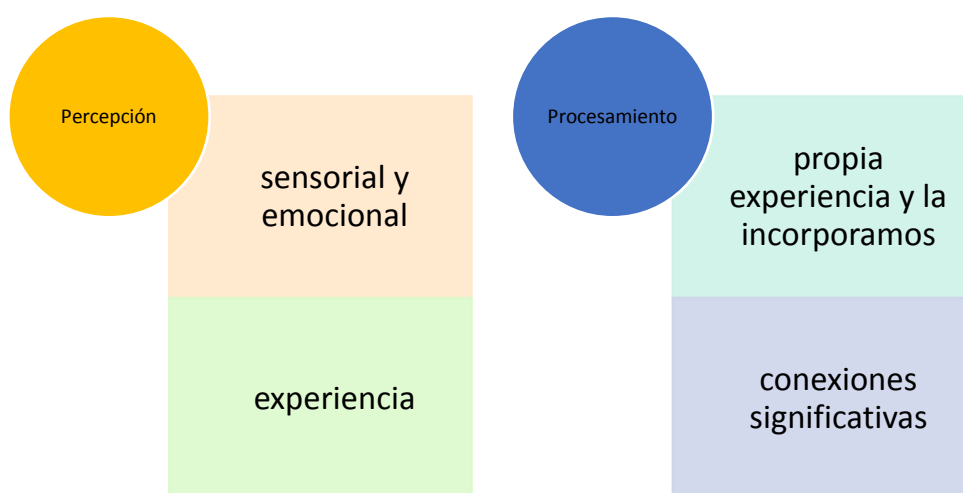 Percepción
sensorial y
emocional
experiencia
Procesamiento
propia
experiencia y la
incorporamos
conexiones
significativas